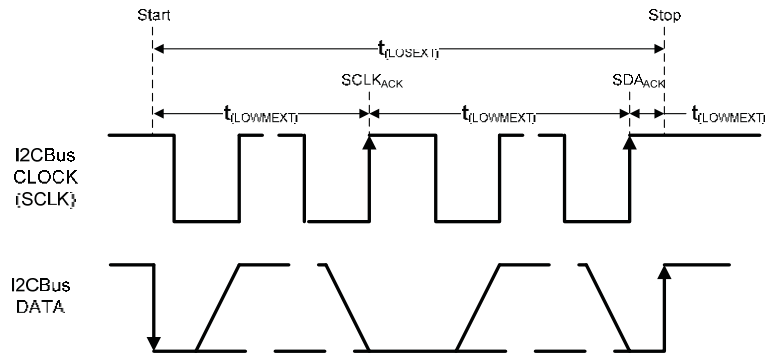 Start Stop
t(LOSEXT)
SCLKACK SDAACK
t(LOWMEXT) t(LOWMEXT) t(LOWMEXT)
I2CBus
CLOCK
(SCLK)
I2CBus
DATA